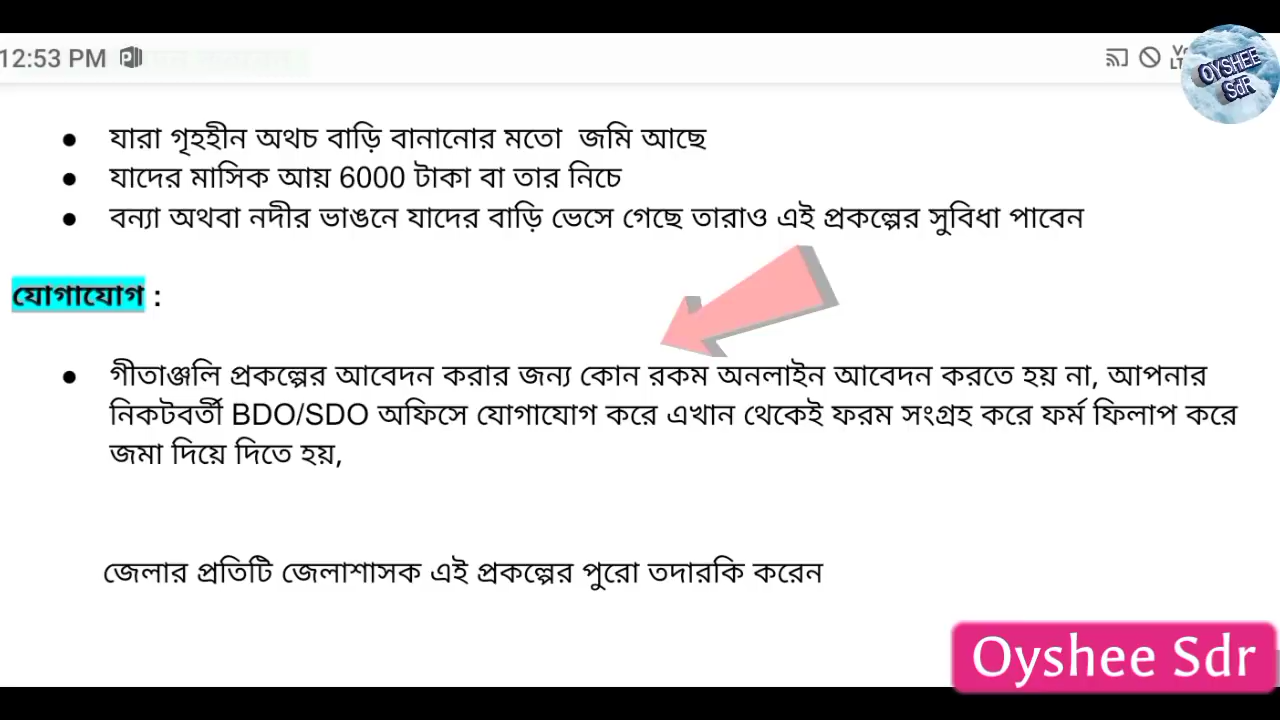 12:53 PM
OYSHEE
SdR
● যারা গৃহহীন অথচ বাড়ি বানানোর মতো জমি আছে
● যাদের মাসিক আয় 6000 টাকা বা তার নিচে
● বন্যা অথবা নদীর ভাঙনে যাদের বাড়ি ভেসে গেছে তারাও এই প্রকল্পের সুবিধা পাবেন
যোগাযোগ :
● গীতাঞ্জলি প্রকল্পের আবেদন করার জন্য কোন রকম অনলাইন আবেদন করতে হয় না, আপনার
নিকটবর্তী BDO/SDO অফিসে যোগাযোগ করে এখান থেকেই ফরম সংগ্রহ করে ফর্ম ফিলাপ করে
জমা দিয়ে দিতে হয়,
জেলার প্রতিটি জেলাশাসক এই প্রকল্পের পুরো তদারকি করেন
Oyshee Sdr